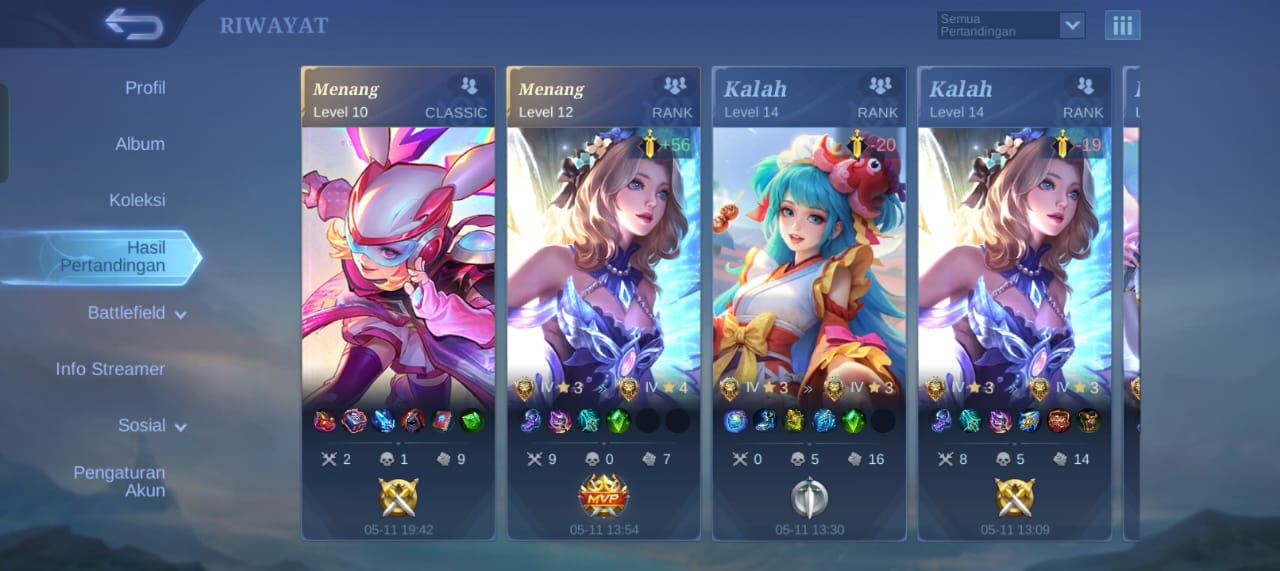 RIWAYAT
Semua
Pertandingan
Profil
Album
Koleksi
Hasil
Pertandingan
Battlefield
Info Streamer
Sosial
Pengaturan
Akun
Menang
Level 10 CLASSIC
2 1 9
05-11 19:42
Menang
Level 12 RANK
+56
IV 3 » IV 4
9 0 7
MVP
05-11 13:54
Kalah
Level 14 RANK
-20
IV 3 » IV 3
0 5 16
05-11 13:30
Kalah
Level 14 RANK
-19
IV 3 » IV 3
8 5 14
05-11 13:09